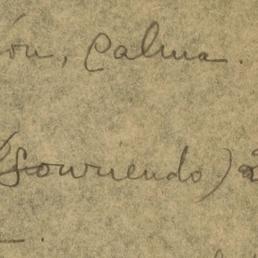 ón, calma.
(sonriendo)